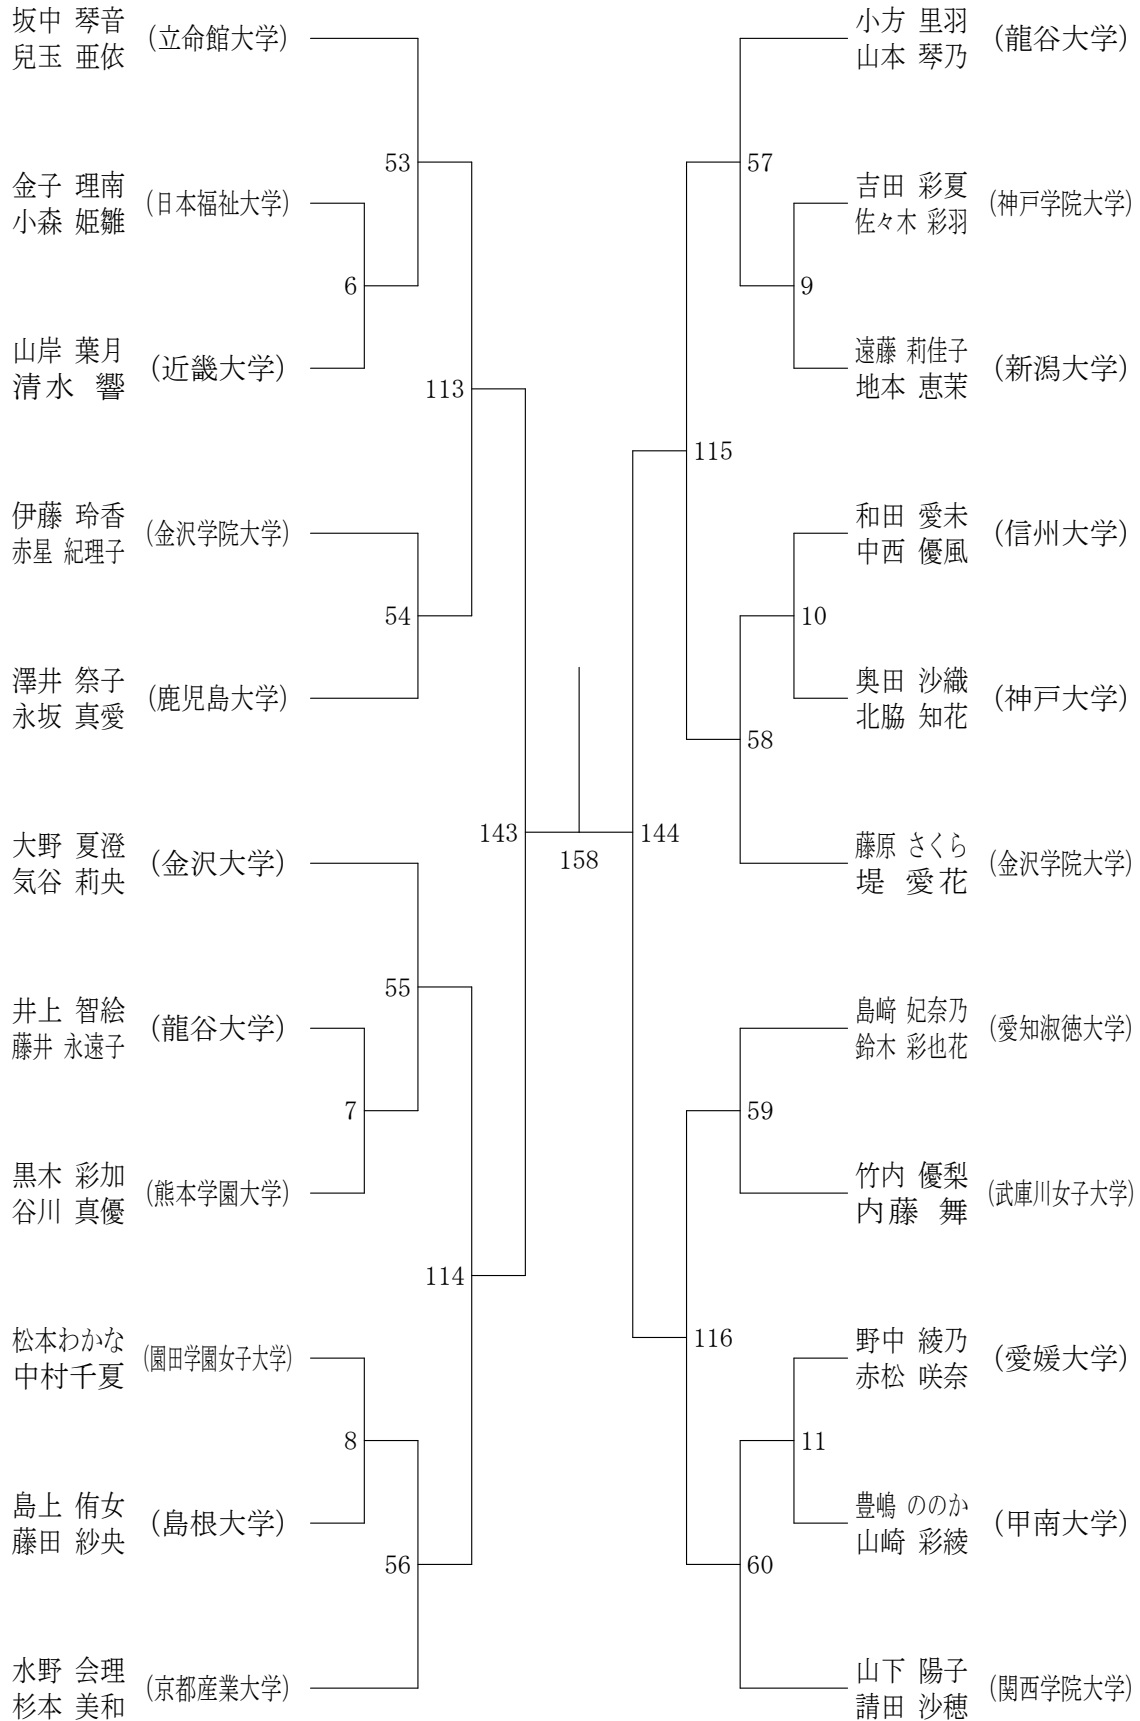 坂中 琴音
兒玉 亜依
(立命館大学)
53
金子 理南
小森 姫雛
(日本福祉大学)
6
山岸 葉月
清水 響
(近畿大学)
113
伊藤 玲香
赤星 紀理子
(金沢学院大学)
54
澤井 祭子
永坂 真愛
(鹿児島大学)
143
大野 夏澄
気谷 莉央
(金沢大学)
55
井上 智絵
藤井 永遠子
(龍谷大学)
7
黒木 彩加
谷川 真優
(熊本学園大学)
114
松本わかな
中村千夏
(園田学園女子大学)
8
島上 侑女
藤田 紗央
(島根大学)
56
水野 会理
杉本 美和
(京都産業大学)
158
小方 里羽
山本 琴乃
(龍谷大学)
57
吉田 彩夏
佐々木 彩羽
(神戸学院大学)
9
遠藤 莉佳子
地本 恵茉
(新潟大学)
115
和田 愛未
中西 優風
(信州大学)
10
奥田 沙織
北脇 知花
(神戸大学)
58
144
藤原 さくら
堤 愛花
(金沢学院大学)
島﨑 妃奈乃
鈴木 彩也花
(愛知淑徳大学)
59
竹内 優梨
内藤 舞
(武庫川女子大学)
116
野中 綾乃
赤松 咲奈
(愛媛大学)
11
豊嶋 ののか
山崎 彩綾
(甲南大学)
60
山下 陽子
請田 沙穂
(関西学院大学)